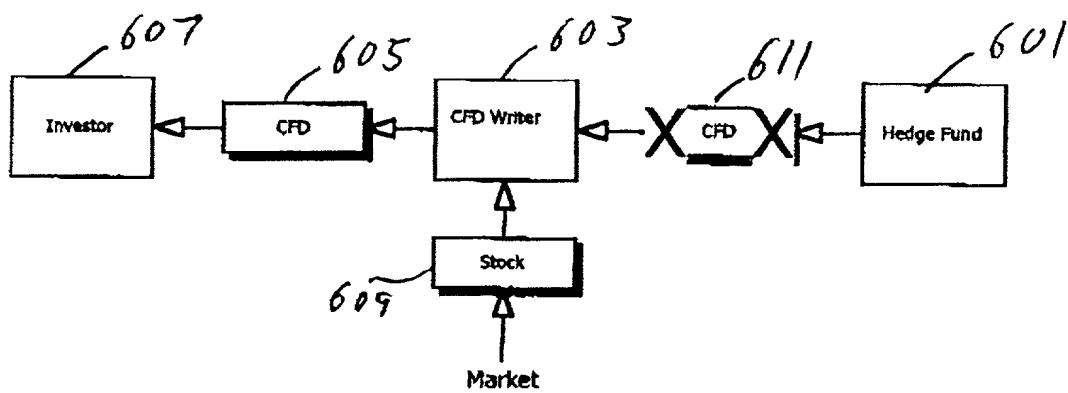 607
605
603
611
601
Investor
CFD
CFD Writer
CFD
Hedge Fund
Stock
609
Market